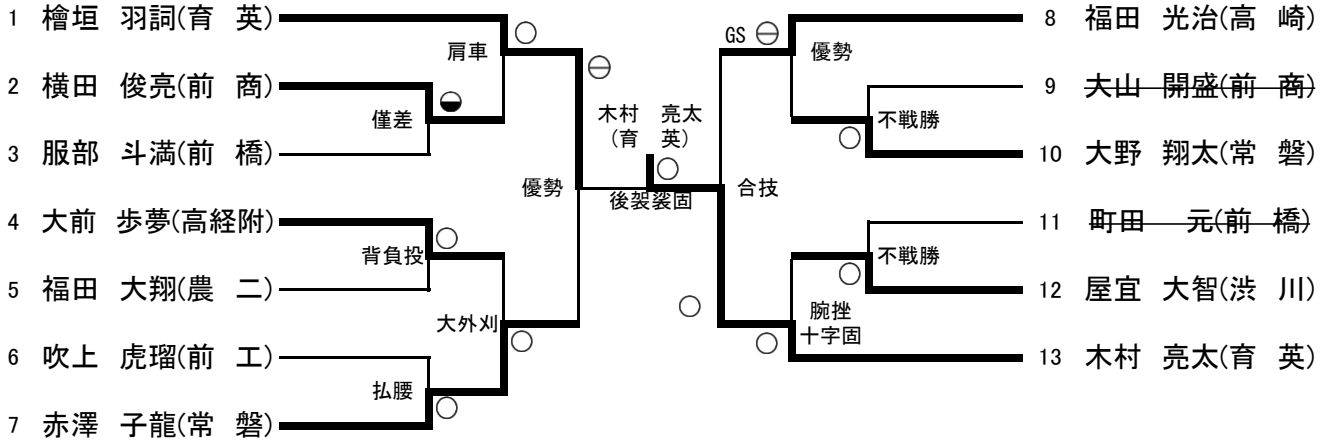 1 檜垣 羽詞(育 英)
2 横田 俊亮(前 商)
3 服部 斗満(前 橋)
4 大前 歩夢(高経附)
5 福田 大翔(農 二)
6 吹上 虎瑠(前 工)
7 赤澤 子龍(常 磐)
肩車
僅差
背負投
大外刈
払腰
優勢
木村 亮太
(育 英)
後袈裟固
GS
優勢
不戦勝
合技
不戦勝
腕挫
十字固
8 福田 光治(高 崎)
9 大山 開盛(前 商)
10 大野 翔太(常 磐)
11 町田 元(前 橋)
12 屋宜 大智(渋 川)
13 木村 亮太(育 英)